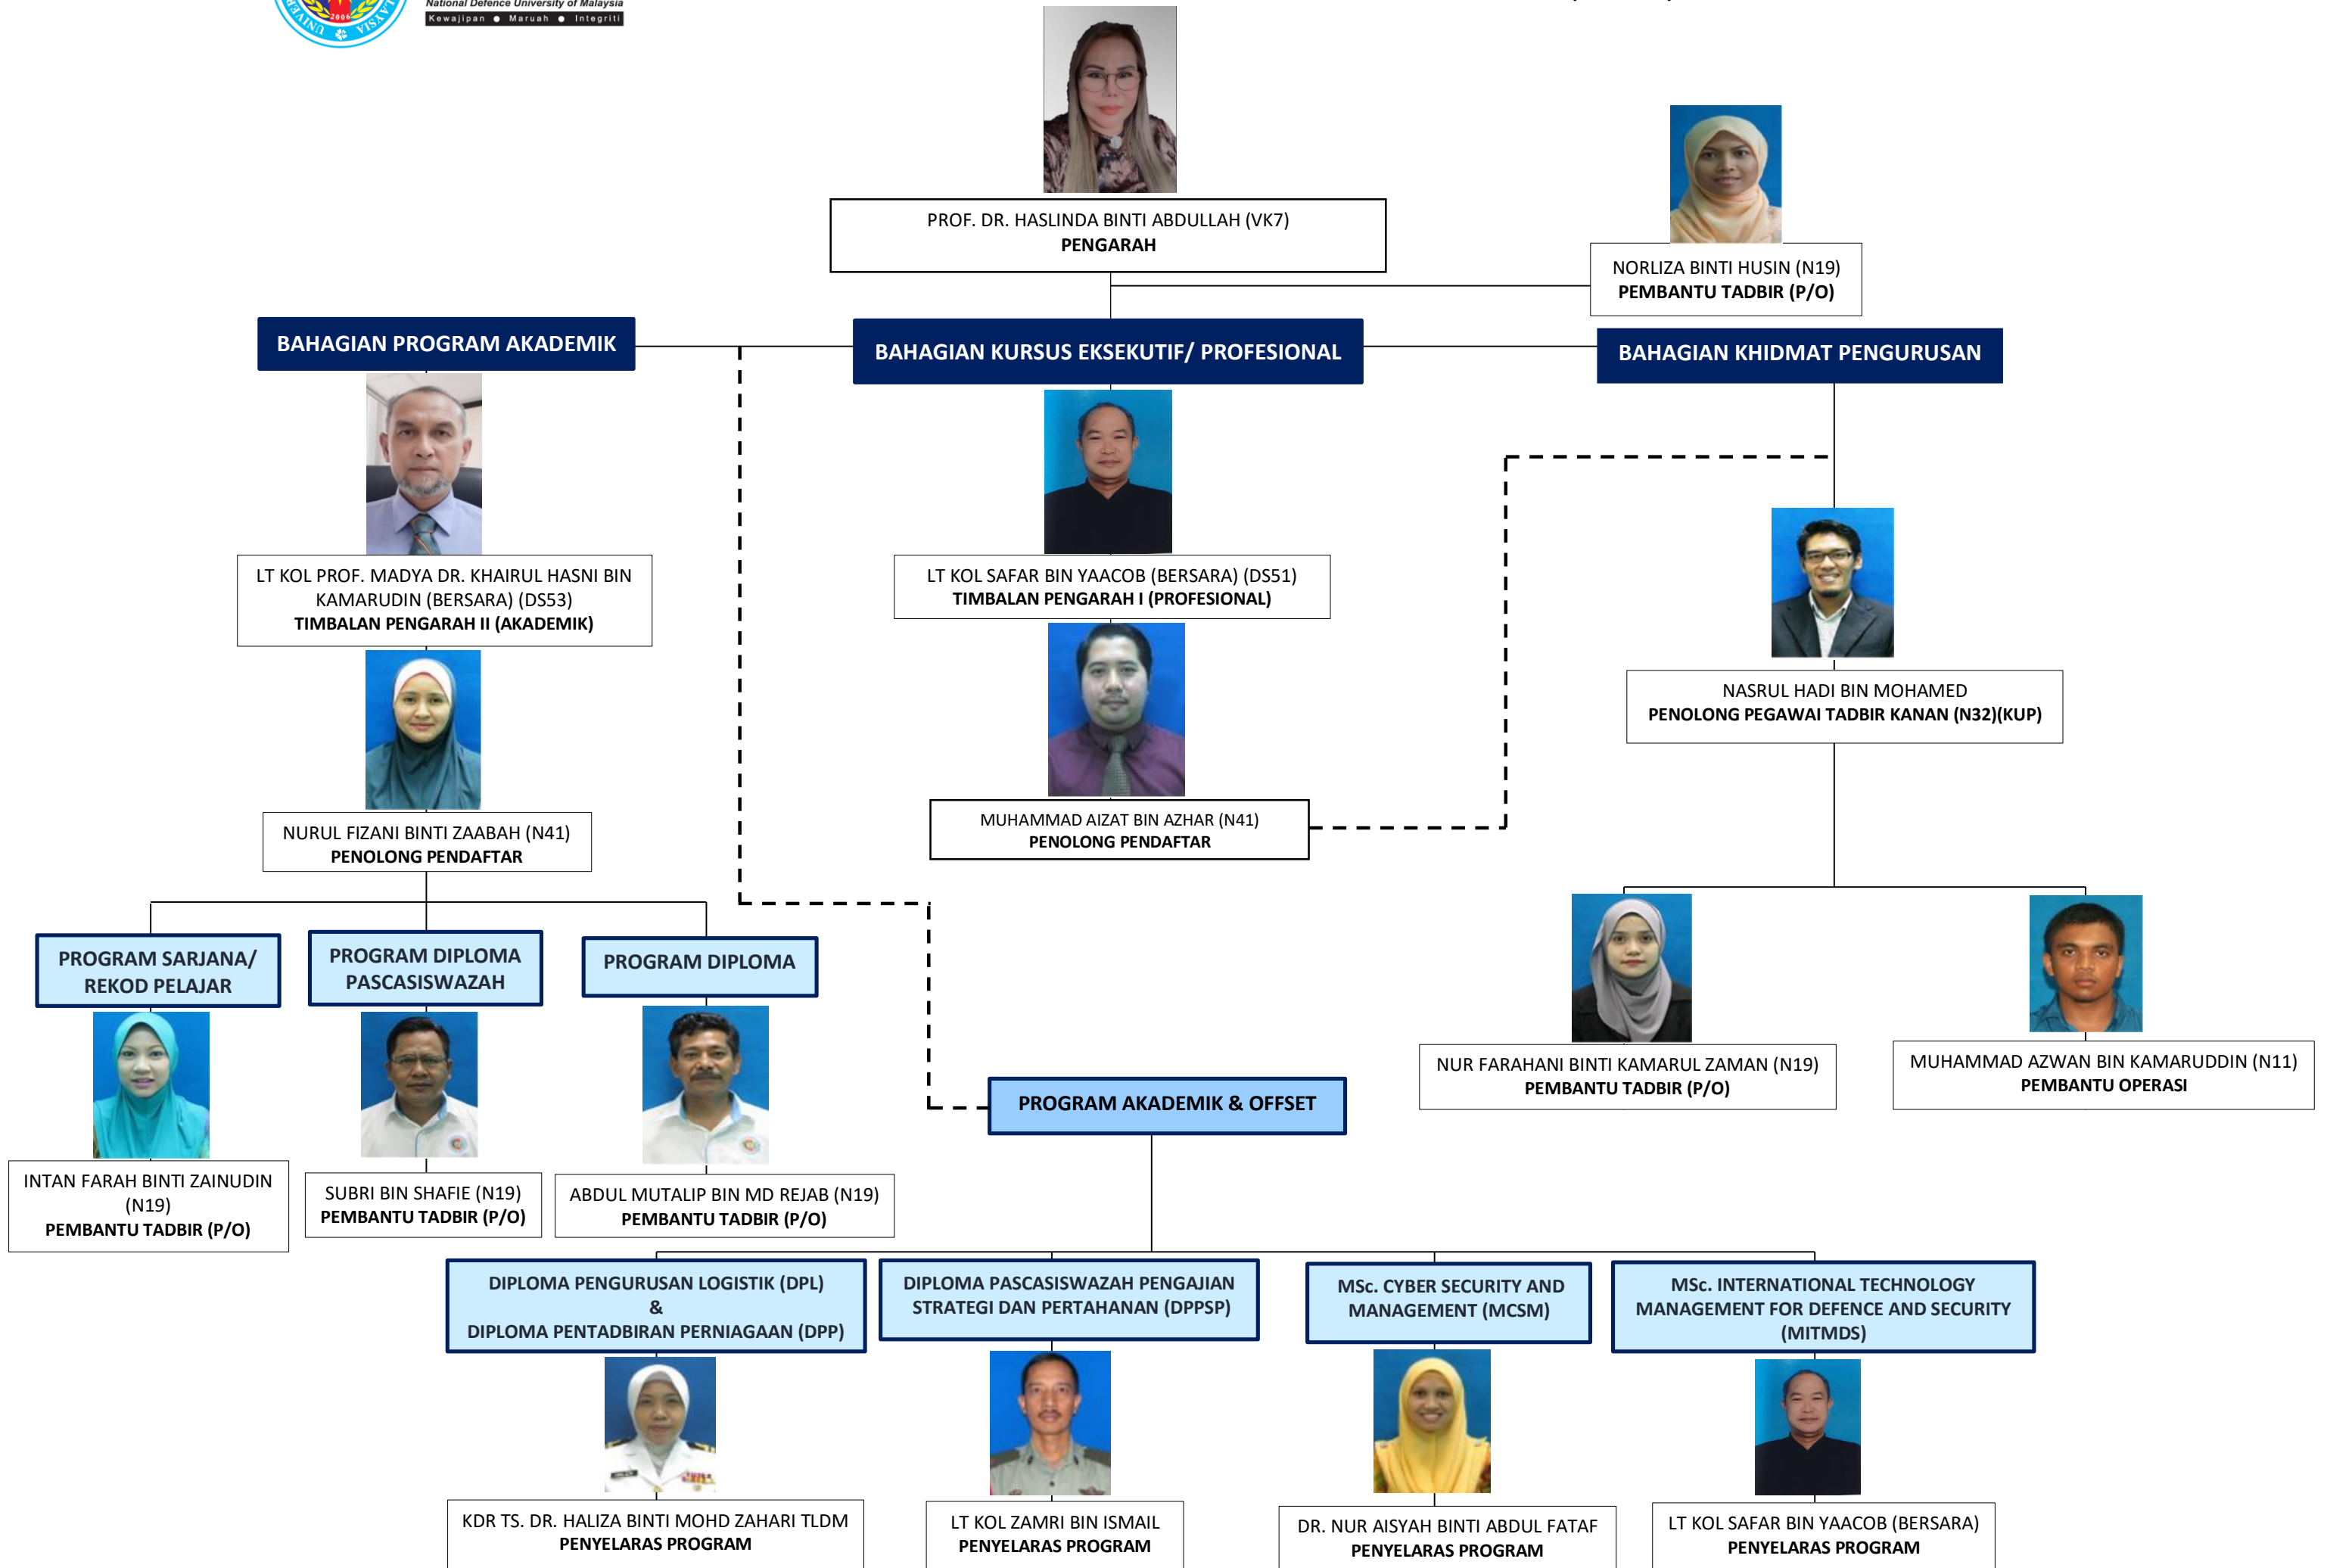 National Defence University of Malaysia
Kewajipan ● Maruah ● Integriti
2006
PROF. DR. HASLINDA BINTI ABDULLAH (VK7)
PENGARAH
NORLIZA BINTI HUSIN (N19)
PEMBANTU TADBIR (P/O)
BAHAGIAN PROGRAM AKADEMIK
BAHAGIAN KURSUS EKSEKUTIF/ PROFESIONAL
BAHAGIAN KHIDMAT PENGURUSAN
LT KOL PROF. MADYA DR. KHAIRUL HASNI BIN
KAMARUDIN (BERSARA) (DS53)
TIMBALAN PENGARAH II (AKADEMIK)
LT KOL SAFAR BIN YAACOB (BERSARA) (DS51)
TIMBALAN PENGARAH I (PROFESIONAL)
NASRUL HADI BIN MOHAMED
PENOLONG PEGAWAI TADBIR KANAN (N32)(KUP)
NURUL FIZANI BINTI ZAABAH (N41)
PENOLONG PENDAFTAR
MUHAMMAD AIZAT BIN AZHAR (N41)
PENOLONG PENDAFTAR
PROGRAM SARJANA/
REKOD PELAJAR
PROGRAM DIPLOMA
PASCASISWAZAH
PROGRAM DIPLOMA
NUR FARAHANI BINTI KAMARUL ZAMAN (N19)
PEMBANTU TADBIR (P/O)
MUHAMMAD AZWAN BIN KAMARUDDIN (N11)
PEMBANTU OPERASI
PROGRAM AKADEMIK & OFFSET
INTAN FARAH BINTI ZAINUDIN
(N19)
PEMBANTU TADBIR (P/O)
SUBRI BIN SHAFIE (N19)
PEMBANTU TADBIR (P/O)
ABDUL MUTALIP BIN MD REJAB (N19)
PEMBANTU TADBIR (P/O)
DIPLOMA PENGURUSAN LOGISTIK (DPL)
&
DIPLOMA PENTADBIRAN PERNIAGAAN (DPP)
DIPLOMA PASCASISWAZAH PENGAJIAN
STRATEGI DAN PERTAHANAN (DPPSP)
MSc. CYBER SECURITY AND
MANAGEMENT (MCSM)
MSc. INTERNATIONAL TECHNOLOGY
MANAGEMENT FOR DEFENCE AND SECURITY
(MITMDS)
KDR TS. DR. HALIZA BINTI MOHD ZAHARI TLDM
PENYELARAS PROGRAM
LT KOL ZAMRI BIN ISMAIL
PENYELARAS PROGRAM
DR. NUR AISYAH BINTI ABDUL FATAF
PENYELARAS PROGRAM
LT KOL SAFAR BIN YAACOB (BERSARA)
PENYELARAS PROGRAM